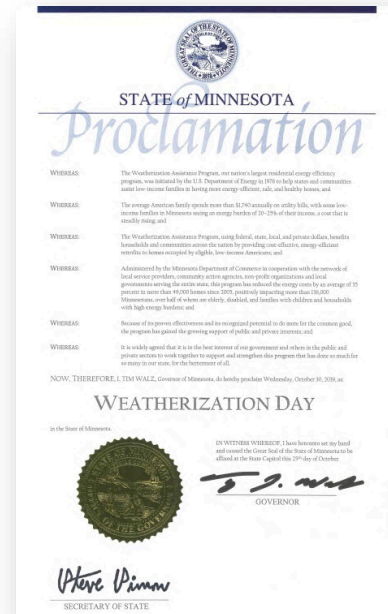 STATE of MINNESOTA
Proclamation
WHEREAS: The Weatherization Assistance Program, our nation's largest residential energy efficiency
program, was initiated by the U.S. Department of Energy in 1976 to help states and communities
assist low-income families in having more energy-efficient, safe, and healthy homes; and
WHEREAS: The average American family spends more than $1,740 annually on utility bills, with some low-
income families in Minnesota seeing an energy burden of 20-25% of their income, a cost that is
steadily rising; and
WHEREAS: The Weatherization Assistance Program, using federal, state, local, and private dollars, benefits
households and communities across the nation by providing cost-effective, energy-efficient
retrofits to homes occupied by eligible, low-income Americans; and
WHEREAS: Administered by the Minnesota Department of Commerce in cooperation with the network of
local service providers, community action agencies, non-profit organizations and local
governments serving the entire state, this program has reduced the energy costs by an average of 35
percent in more than 49,000 homes since 2009, positively impacting more than
Minnesotans, over half of whom are elderly, disabled, and families with children and households
with high energy burdens; and
WHEREAS: Because of its proven effectiveness and its recognized potential to do more for the common good,
the program has gained the growing support of public and private interests; and
WHEREAS: It is widely agreed that it is in the best interest of our government and others in the public and
private sectors to work together to support and strengthen this program that has done so much for
so many in our state, for the betterment of all.
NOW, THEREFORE, I, TIM WALZ, Governor of Minnesota, do hereby proclaim Wednesday, October 30, 2019, as:
WEATHERIZATION DAY
in the State of Minnesota.
IN WITNESS WHEREOF, I have hereunto set my hand
and caused the Great Seal of the State of Minnesota to be
affixed at the State Capitol this 29th day of October.
GOVERNOR
Steve Simon
SECRETARY OF STATE